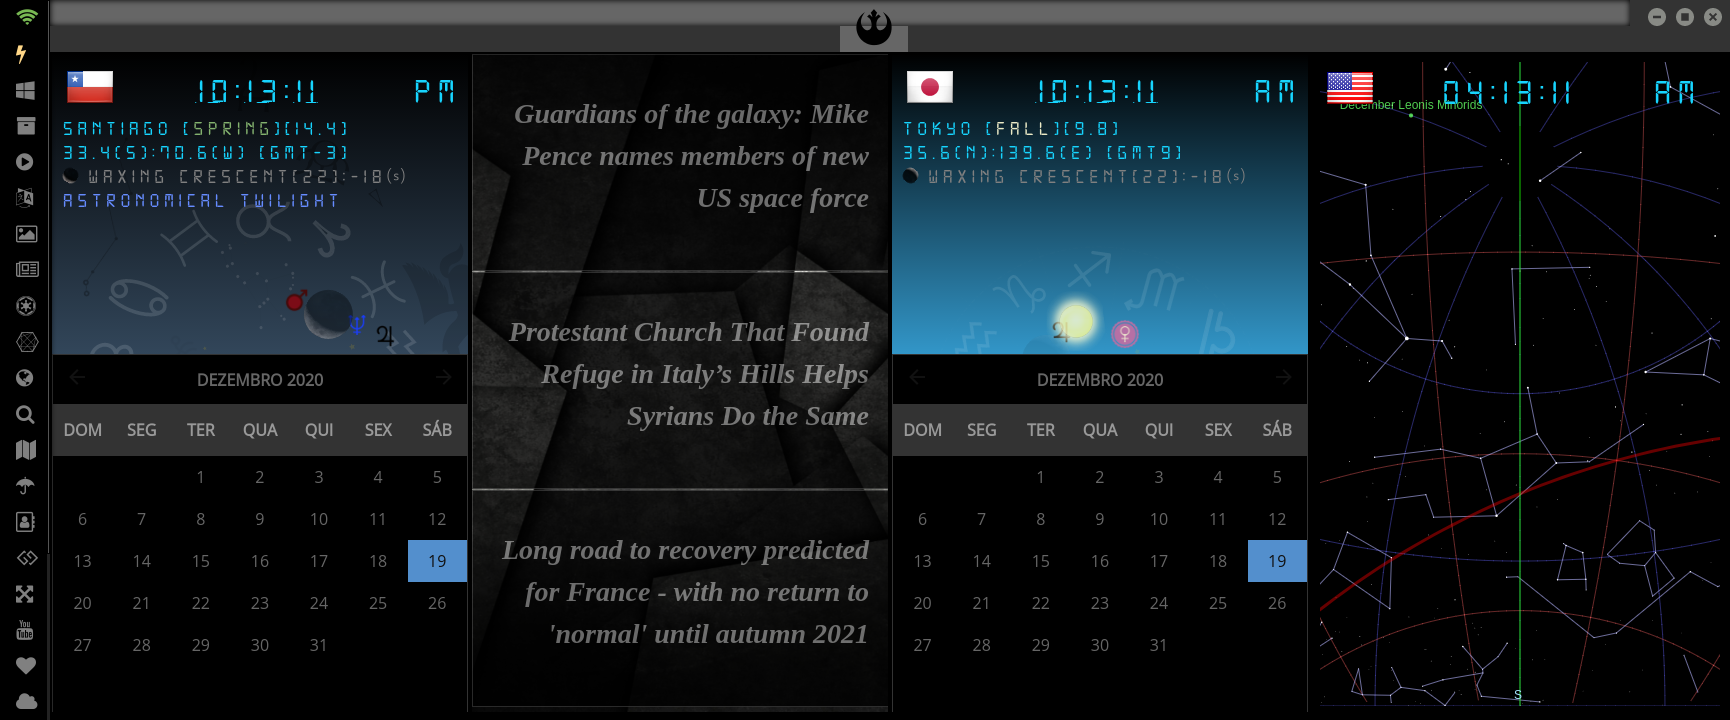 10:13:11 PM
SANTIAGO [SPRING][14.4]
33.4(S):70.6(W) [GMT-3]
WAXING CRESCENT(22):-18(s)
ASTRONOMICAL TWILIGHT
DEZEMBRO 2020
DOM SEG TER QUA QUI SEX SÁB
1 2 3 4 5
6 7 8 9 10 11 12
13 14 15 16 17 18 19
20 21 22 23 24 25 26
27 28 29 30 31
Guardians of the galaxy: Mike
Pence names members of new
US space force
Protestant Church That Found
Refuge in Italy’s Hills Helps
Syrians Do the Same
Long road to recovery predicted
for France - with no return to
'normal' until autumn 2021
10:13:11 AM
TOKYO [FALL][9.8]
35.6(N):139.6(E) [GMT9]
WAXING CRESCENT(22):-18(s)
DEZEMBRO 2020
DOM SEG TER QUA QUI SEX SÁB
1 2 3 4 5
6 7 8 9 10 11 12
13 14 15 16 17 18 19
20 21 22 23 24 25 26
27 28 29 30 31
04:13:11 AM
December Leonis Minorids
S
You
Tube